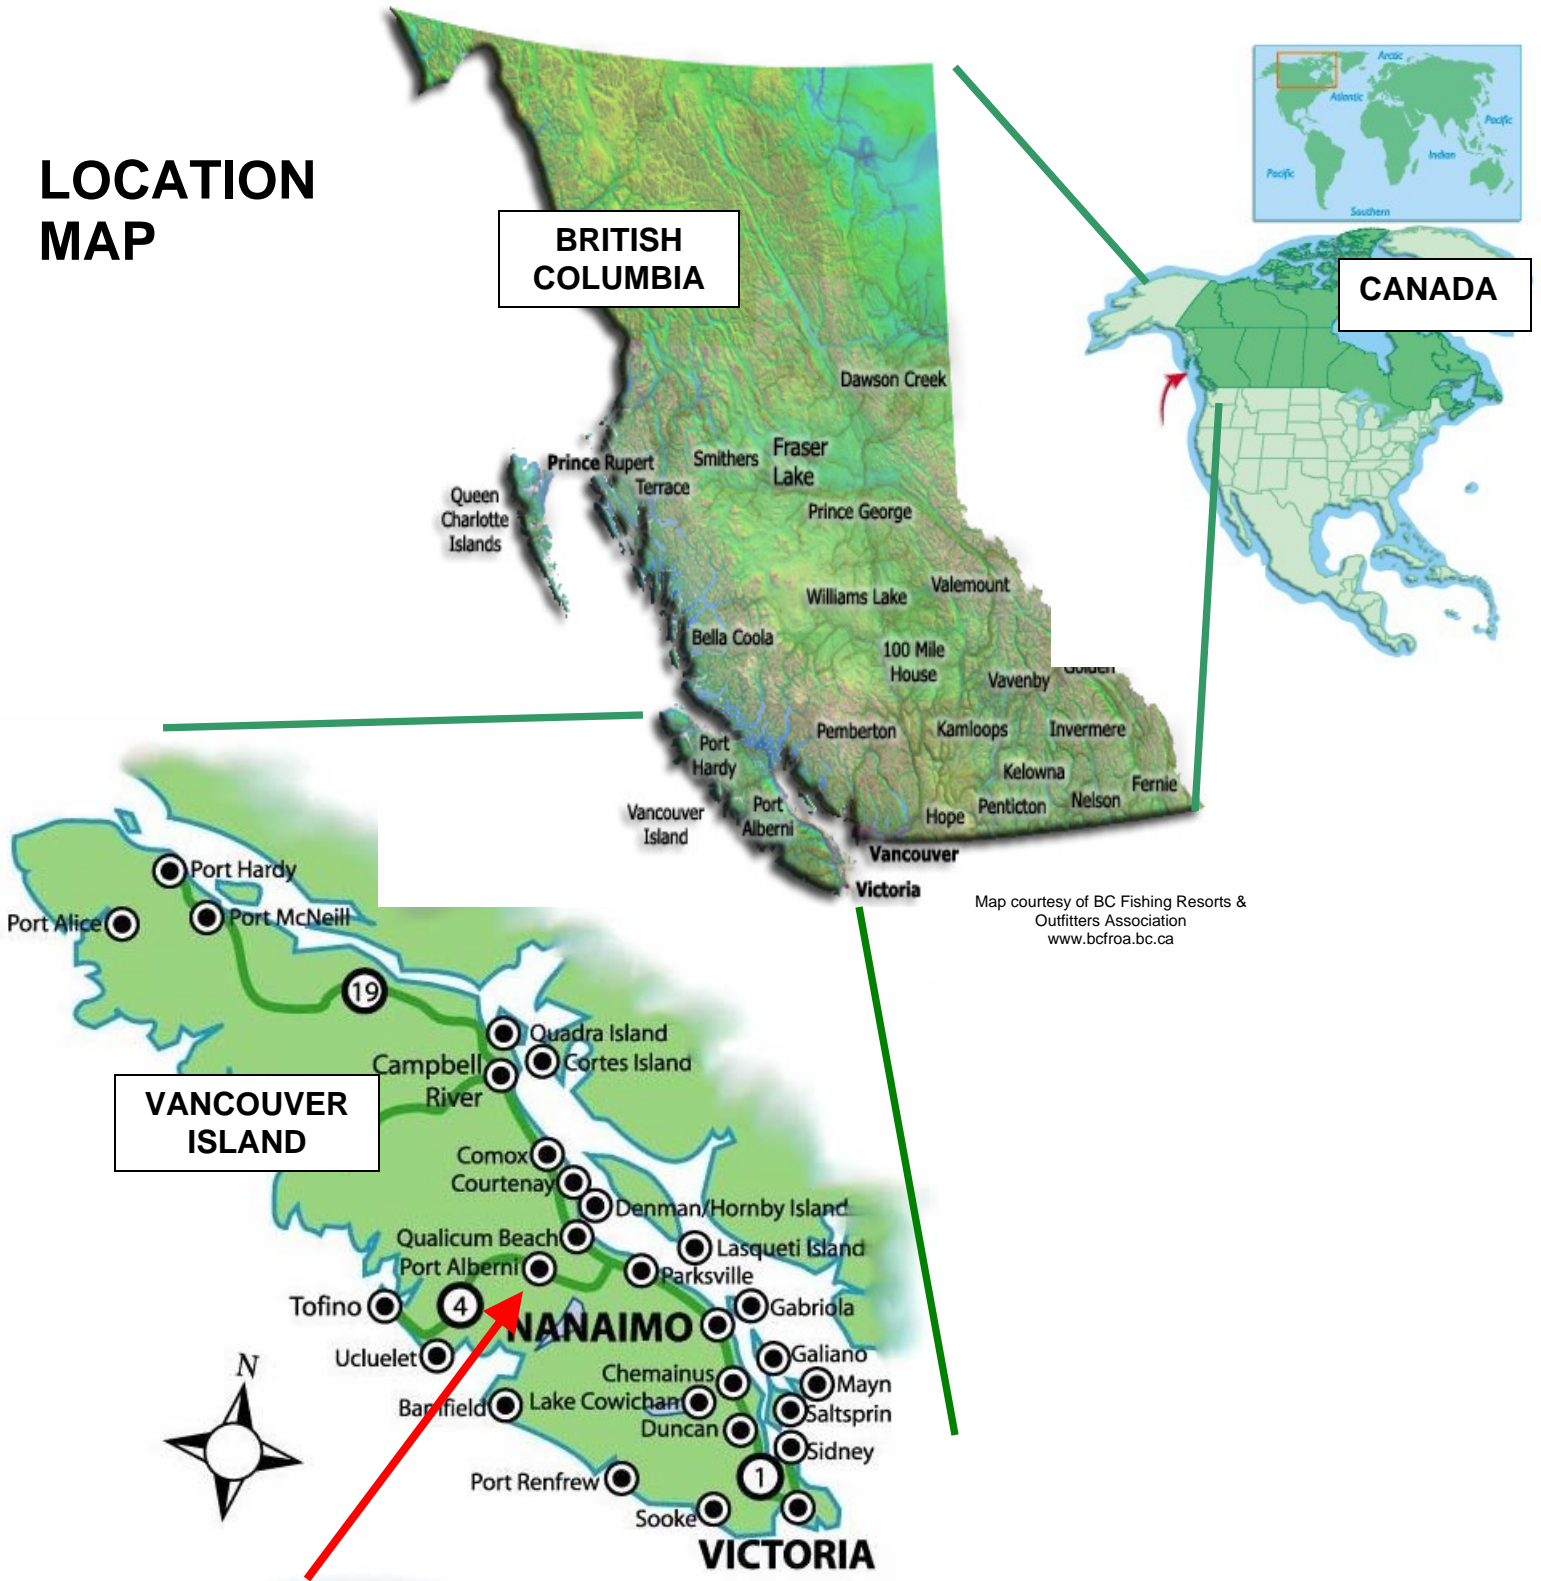 LOCATION
MAP
BRITISH
COLUMBIA
Arctic
Atlantic
Pacific
Indian
Pacific
Southern
CANADA
Dawson Creek
Prince Rupert
Smithers
Fraser
Lake
Terrace
Queen
Charlotte
Islands
Prince George
Williams Lake
Valemount
Bella Coola
100 Mile
House
Vavenby
Golden
Pemberton
Kamloops
Invermere
Port
Hardy
Kelowna
Fernie
Vancouver
Island
Port
Alberni
Hope
Penticton
Nelson
Vancouver
Victoria
Map courtesy of BC Fishing Resorts &
Outfitters Association
www.bcfroa.bc.ca
Port Hardy
Port Alice
Port McNeill
19
Quadra Island
Cortes Island
Campbell
River
VANCOUVER
ISLAND
Comox
Courtenay
Denman/Hornby Island
Qualicum Beach
Lasqueti Island
Port Alberni
Parksville
Tofino
4
Gabriola
NANAIMO
Ucluelet
Galiano
Chemainus
Mayn
Bamfield
Lake Cowichan
Saltsprin
Duncan
Sidney
N
Port Renfrew
1
Sooke
VICTORIA